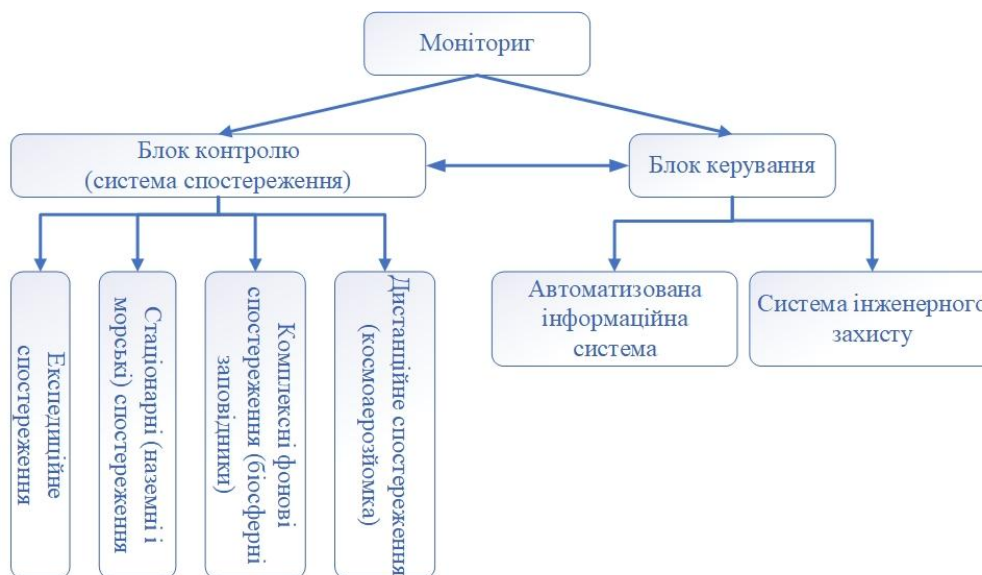 Моніториг
Блок контролю
(система спостереження)
Блок керування
Експедиційне
спостереження
Стаціонарні (наземні і
морські) спостереження
Комплексні фонові
спостереження (біосферні
заповідники)
Дистанційне спостереження
(космоаерозйомка)
Автоматизована
інформаційна
система
Система інженерного
захисту